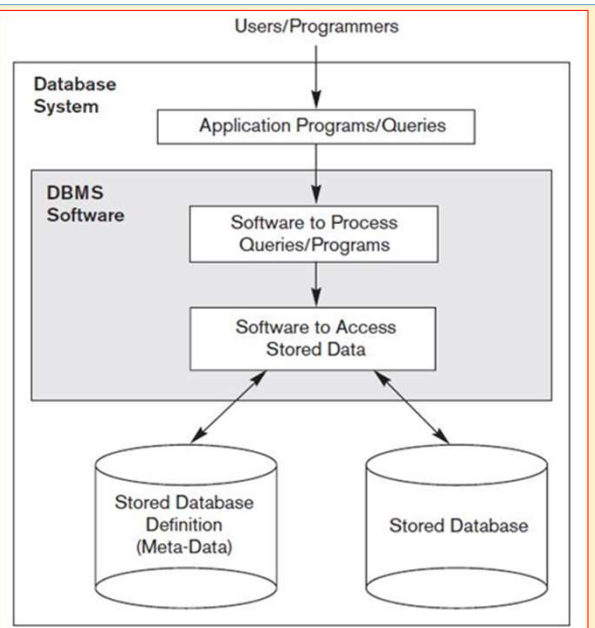 Users/Programmers
Database
System
Application Programs/Queries
DBMS
Software
Software to Process
Queries/Programs
Software to Access
Stored Data
Stored Database
Definition
(Meta-Data)
Stored Database